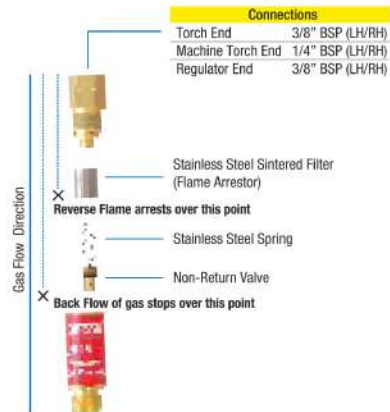 Connections
Torch End 3/8” BSP (LH/RH)
Machine Torch End 1/4” BSP (LH/RH)
Regulator End 3/8” BSP (LH/RH)
Gas Flow Direction
Stainless Steel Sintered Filter
(Flame Arrestor)
Reverse Flame arrests over this point
Stainless Steel Spring
Non-Return Valve
Back Flow of gas stops over this point